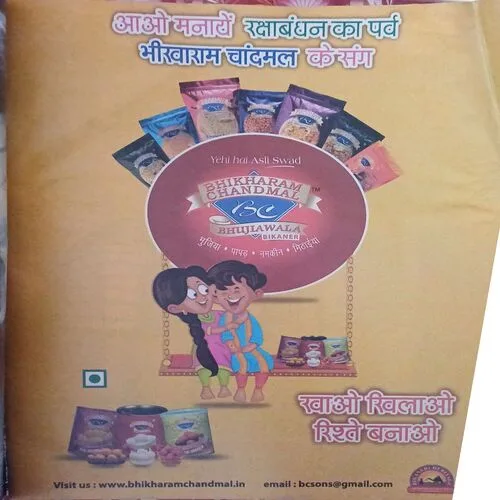 आओ मनायें रक्षाबंधन का पर्व
भीखाराम चांदमल के संग
Yehi hai Asli Swad
BHIKHARAM
CHANDMAL TM
BC
BHUJIAWALA
BIKANER
भुजिया • पापड़ • नमकीन • मिठाईया
खाओ खिलाओ
रिश्ते बनाओ
Visit us : www.bhikharamchandmal.in email : bcsons@gmail.com